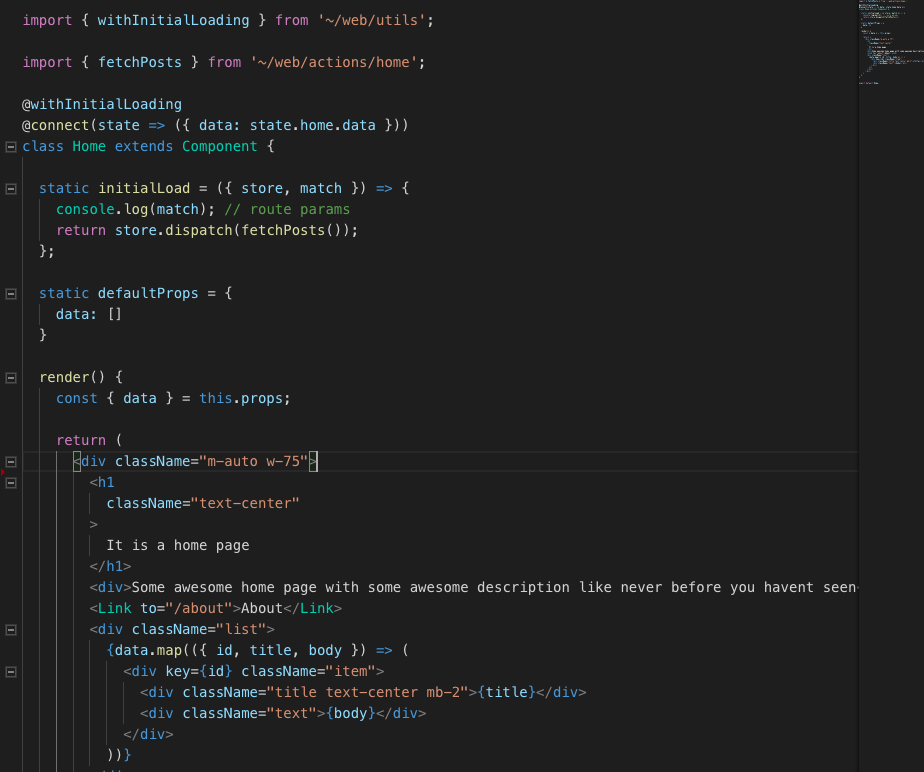 import { withInitialLoading } from '~/web/utils';
import { fetchPosts } from '~/web/actions/home';
@withInitialLoading
@connect(state => ({ data: state.home.data }))
class Home extends Component {
static initialLoad = ({ store, match }) => {
console.log(match); // route params
return store.dispatch(fetchPosts());
};
static defaultProps = {
data: []
}
render() {
const { data } = this.props;
return (
<div className="m-auto w-75">
<h1
className="text-center"
>
It is a home page
</h1>
<div>Some awesome home page with some awesome description like never before you havent seen
<Link to="/about">About</Link>
<div className="list">
{data.map(({ id, title, body }) => (
<div key={id} className="item">
<div className="title text-center mb-2">{title}</div>
<div className="text">{body}</div>
</div>
))}